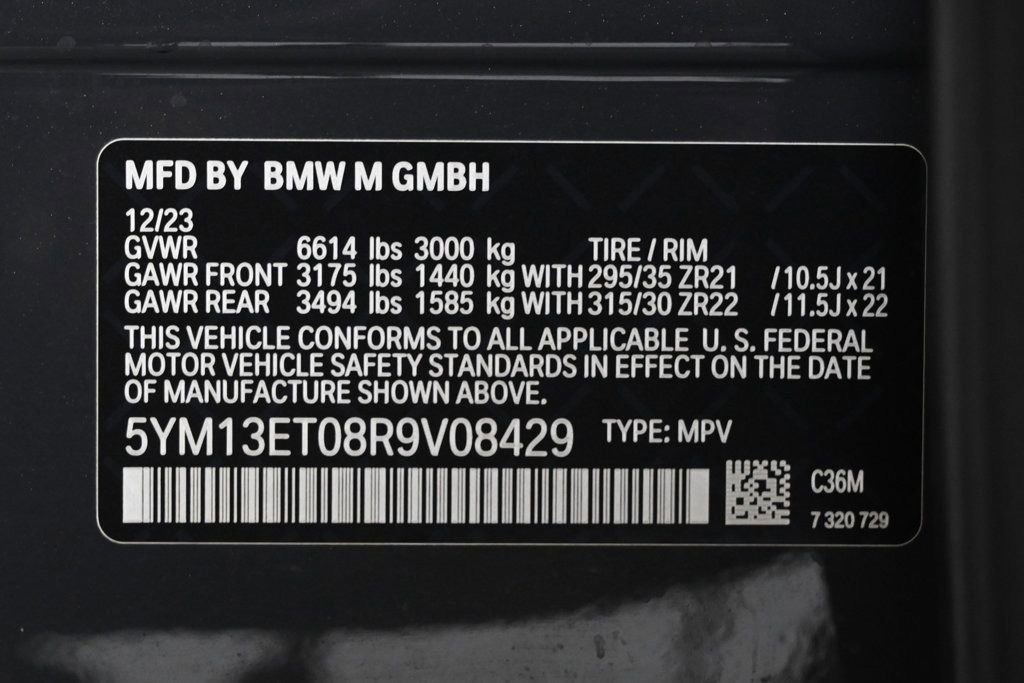 MFD BY BMW M GMBH
12/23
GVWR 6614 lbs 3000 kg TIRE / RIM
GAWR FRONT 3175 lbs 1440 kg WITH 295/35 ZR21 /10.5J x 21
GAWR REAR 3494 lbs 1585 kg WITH 315/30 ZR22 /11.5J x 22
THIS VEHICLE CONFORMS TO ALL APPLICABLE U. S. FEDERAL
MOTOR VEHICLE SAFETY STANDARDS IN EFFECT ON THE DATE
OF MANUFACTURE SHOWN ABOVE.
5YM13ET08R9V08429 TYPE: MPV
C36M
7 320 729